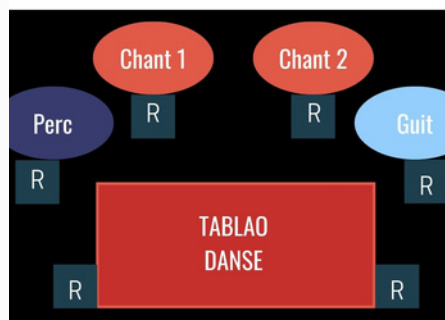 Chant 1
Chant 2
R
R
Perc
Guit
R
R
TABLAO
DANSE
R
R